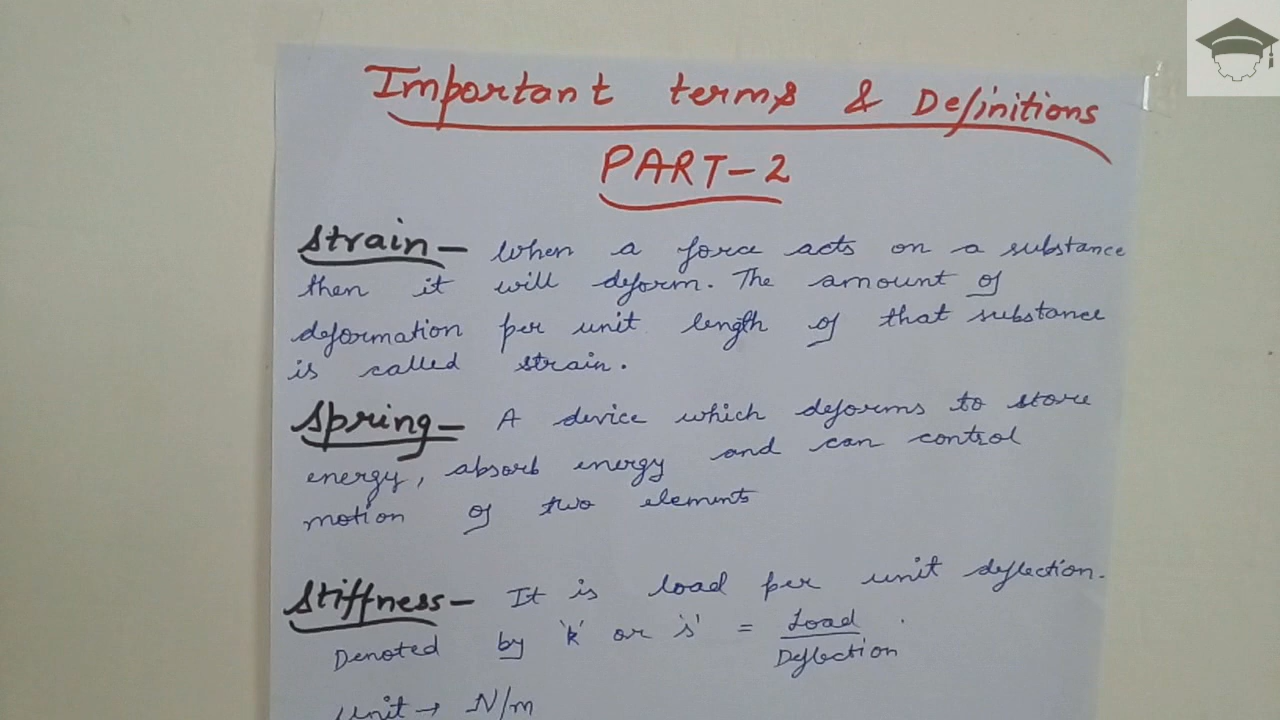 Important terms & Definitions
PART-2
Strain- When a force acts on a substance
then it will deform. The amount of
deformation per unit length of that substance
is called strain.
Spring- A device which deforms to store
energy, absorb energy and can control
motion of two elements
Stiffness- It is load per unit deflection.
Denoted by 'k' or 's' = Load / Deflection
Unit → N/m